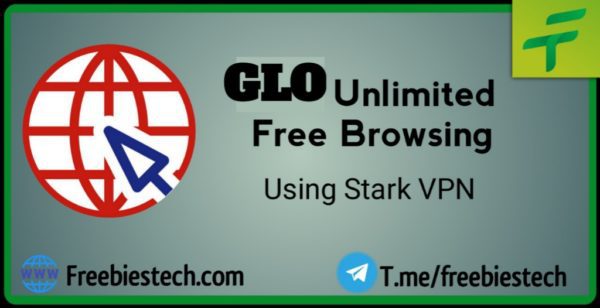 GLO Unlimited
Free Browsing
Using Stark VPN
www Freebiestech.com
T.me/freebiestech